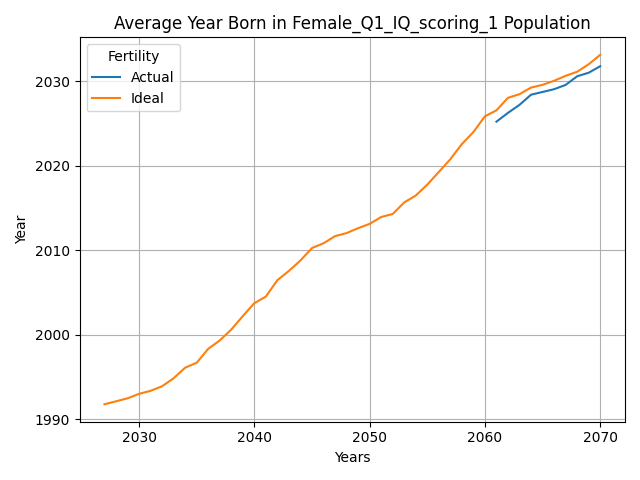 Average Year Born in Female_Q1_IQ_scoring_1 Population
Fertility
Actual
Ideal
2030
2020
2010
2000
1990
Year
2030 2040 2050 2060 2070
Years